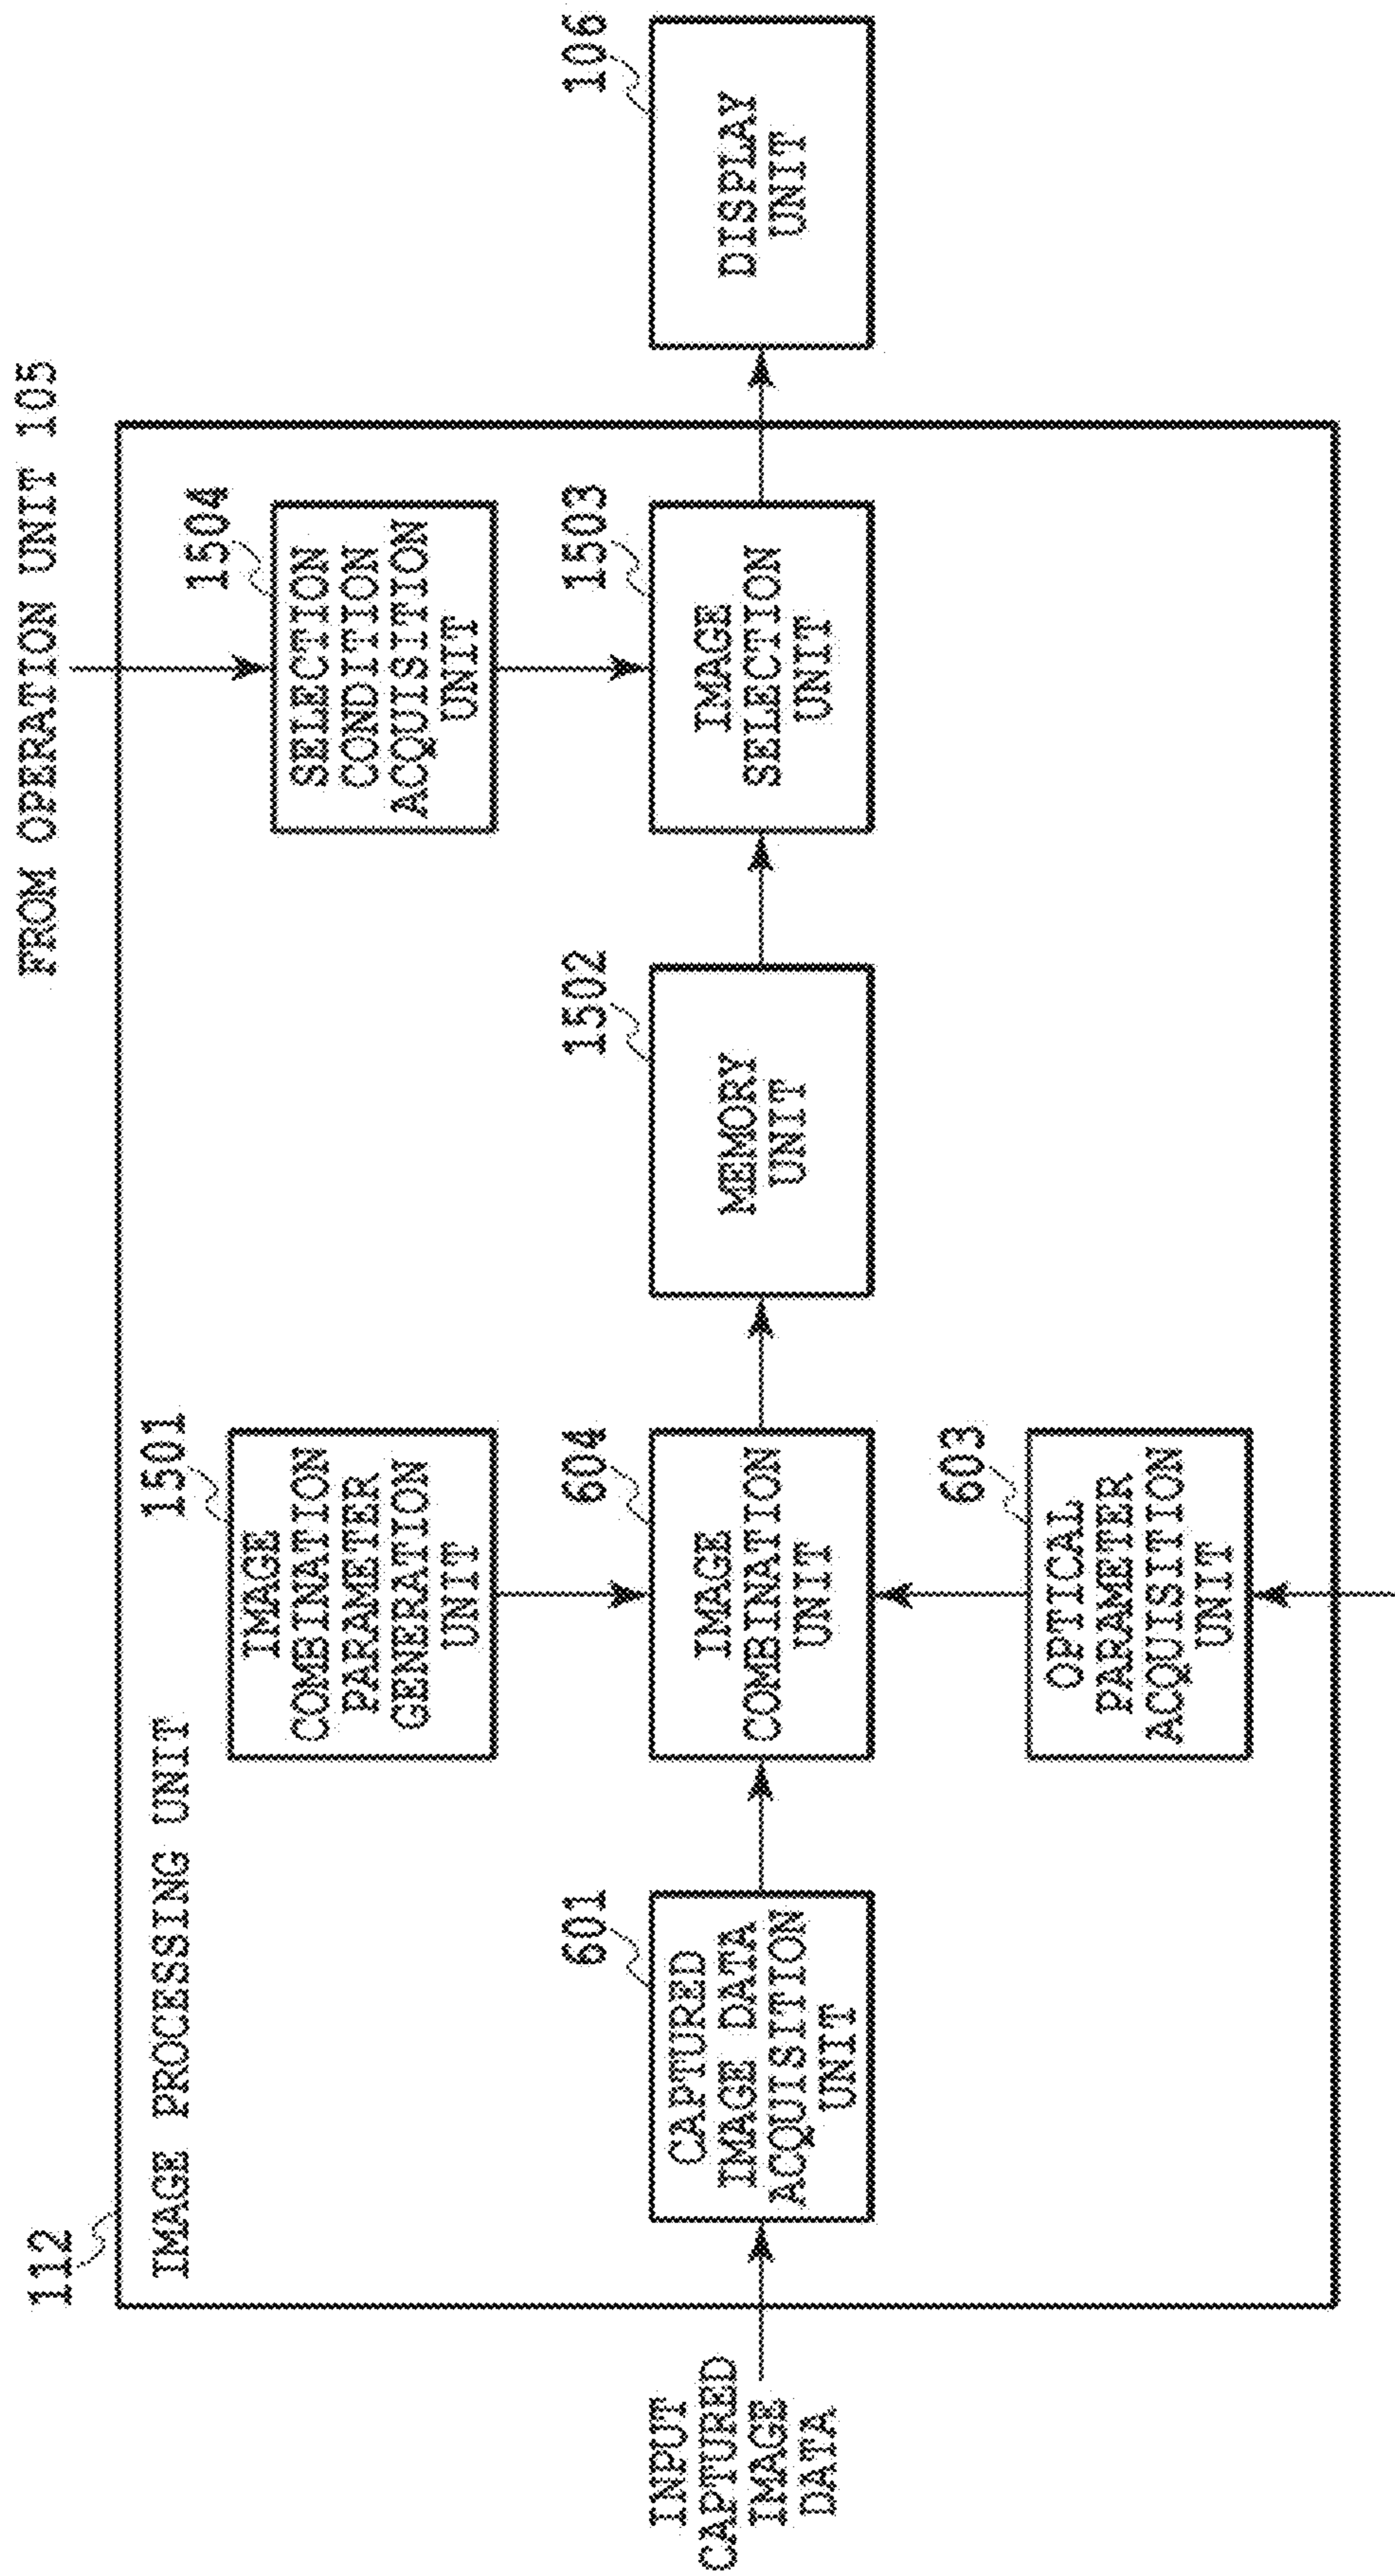 FROM OPERATION UNIT 105
112
IMAGE PROCESSING UNIT
1501
IMAGE
COMBINATION
PARAMETER
GENERATION
UNIT
1504
SELECTION
CONDITION
ACQUISITION
UNIT
INPUT
CAPTURED
IMAGE
DATA
601
CAPTURED
IMAGE DATA
ACQUISITION
UNIT
604
IMAGE
COMBINATION
UNIT
1502
MEMORY
UNIT
1503
IMAGE
SELECTION
UNIT
106
DISPLAY
UNIT
603
OPTICAL
PARAMETER
ACQUISITION
UNIT